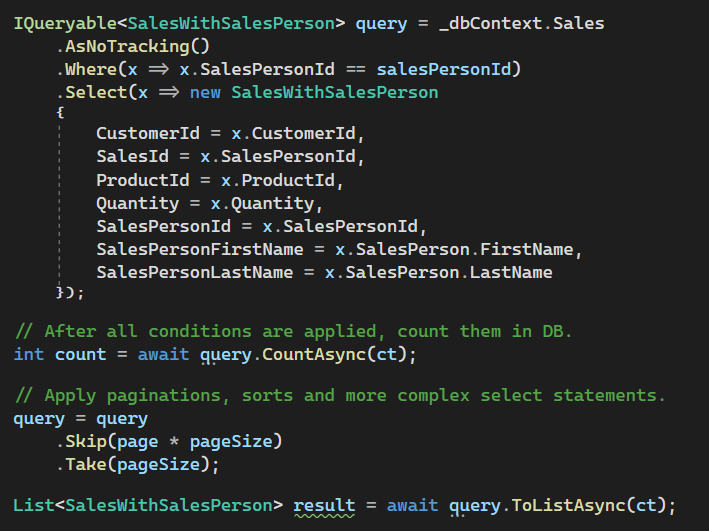 IQueryable<SalesWithSalesPerson> query = _dbContext.Sales
    .AsNoTracking()
    .Where(x => x.SalesPersonId == salesPersonId)
    .Select(x => new SalesWithSalesPerson
    {
        CustomerId = x.CustomerId,
        SalesId = x.SalesPersonId,
        ProductId = x.ProductId,
        Quantity = x.Quantity,
        SalesPersonId = x.SalesPersonId,
        SalesPersonFirstName = x.SalesPerson.FirstName,
        SalesPersonLastName = x.SalesPerson.LastName
    });

// After all conditions are applied, count them in DB.
int count = await query.CountAsync(ct);

// Apply paginations, sorts and more complex select statements.
query = query
    .Skip(page * pageSize)
    .Take(pageSize);

List<SalesWithSalesPerson> result = await query.ToListAsync(ct);